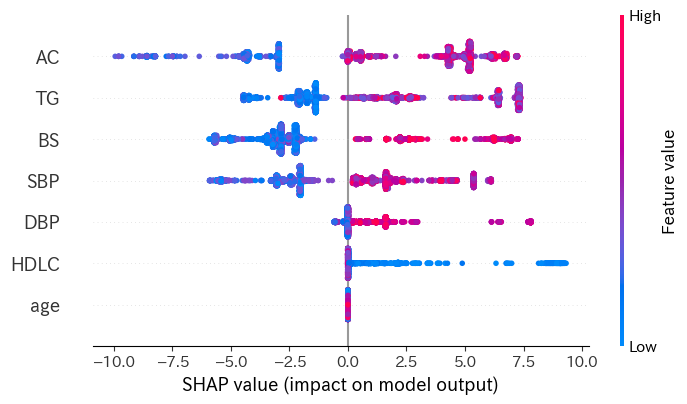 High
AC
TG
BS
SBP
DBP
HDLC
age
Feature value
Low
−10.0 −7.5 −5.0 −2.5 0.0 2.5 5.0 7.5 10.0
SHAP value (impact on model output)